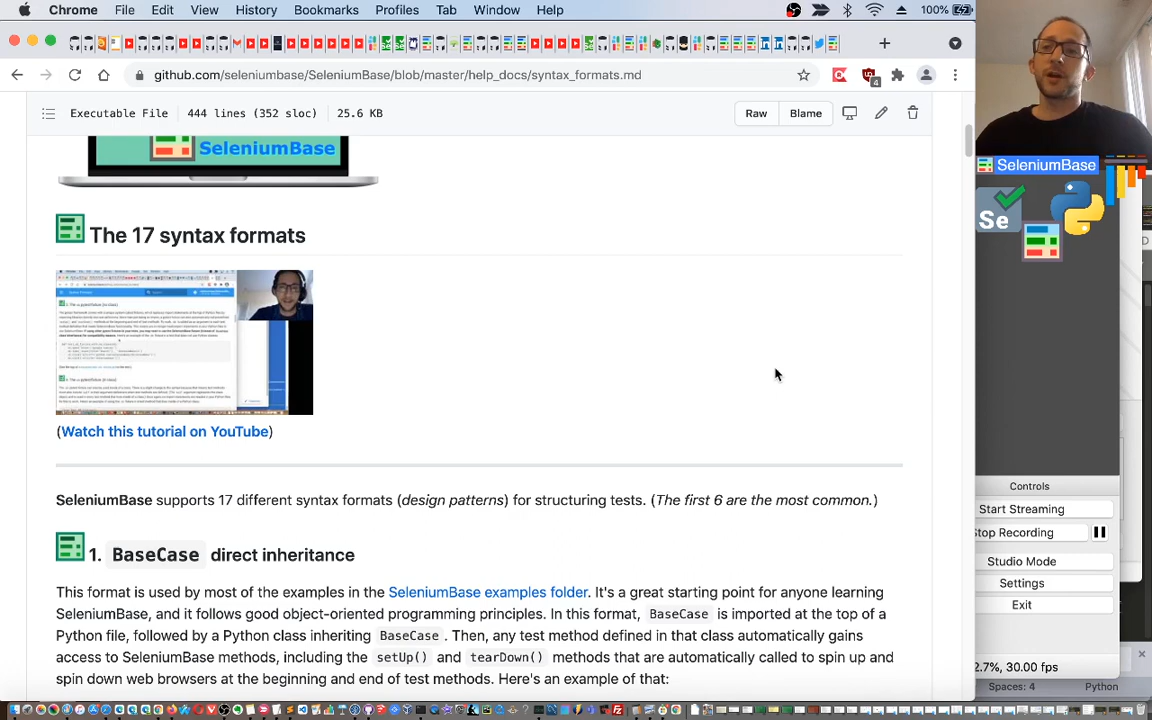 Chrome File Edit View History Bookmarks Profiles Tab Window Help 100%
github.com/seleniumbase/SeleniumBase/blob/master/help_docs/syntax_formats.md
4
Executable File 444 lines (352 sloc) 25.6 KB Raw Blame
SeleniumBase
SeleniumBase
Se
The 17 syntax formats
(Watch this tutorial on YouTube)
SeleniumBase supports 17 different syntax formats (design patterns) for structuring tests. (The first 6 are the most common.)
1. BaseCase direct inheritance
This format is used by most of the examples in the SeleniumBase examples folder. It's a great starting point for anyone learning
SeleniumBase, and it follows good object-oriented programming principles. In this format, BaseCase is imported at the top of a
Python file, followed by a Python class inheriting BaseCase. Then, any test method defined in that class automatically gains
access to SeleniumBase methods, including the setUp() and tearDown() methods that are automatically called to spin up and
spin down web browsers at the beginning and end of test methods. Here's an example of that:
Controls
Start Streaming
Stop Recording
Studio Mode
Settings
Exit
2.7%, 30.00 fps
Spaces: 4 Python